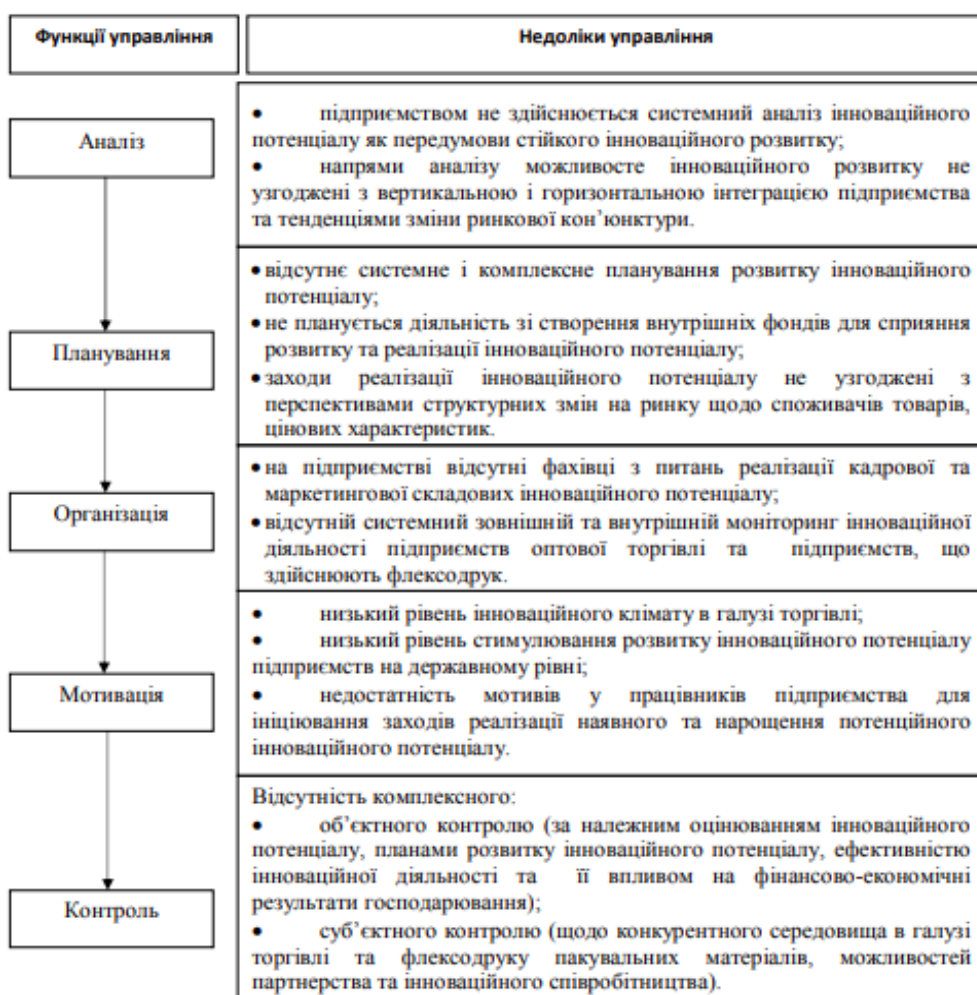 Функції управління
Недоліки управління
Аналіз
• підприємством не здійснюється системний аналіз інноваційного
потенціалу як передумови стійкого інноваційного розвитку;
• напрями аналізу можливосте інноваційного розвитку не
узгоджені з вертикальною і горизонтальною інтеграцією підприємства
та тенденціями зміни ринкової кон’юнктури.
Планування
• відсутнє системне і комплексне планування розвитку інноваційного
потенціалу;
• не планується діяльність зі створення внутрішніх фондів для сприяння
розвитку та реалізації інноваційного потенціалу;
• заходи реалізації інноваційного потенціалу не узгоджені з
перспективами структурних змін на ринку щодо споживачів товарів,
цінових характеристик.
Організація
• на підприємстві відсутні фахівці з питань реалізації кадрової та
маркетингової складових інноваційного потенціалу;
• відсутній системний зовнішній та внутрішній моніторинг інноваційної
діяльності підприємств оптової торгівлі та підприємств, що
здійснюють флексодрук.
Мотивація
• низький рівень інноваційного клімату в галузі торгівлі;
• низький рівень стимулювання розвитку інноваційного потенціалу
підприємств на державному рівні;
• недостатність мотивів у працівників підприємства для
ініціювання заходів реалізації наявного та нарощення потенційного
інноваційного потенціалу.
Контроль
Відсутність комплексного:
• об’єктного контролю (за належним оцінюванням інноваційного
потенціалу, планами розвитку інноваційного потенціалу, ефективністю
інноваційної діяльності та її впливом на фінансово-економічні
результати господарювання);
• суб’єктного контролю (щодо конкурентного середовища в галузі
торгівлі та флексодруку пакувальних матеріалів, можливостей
партнерства та інноваційного співробітництва).